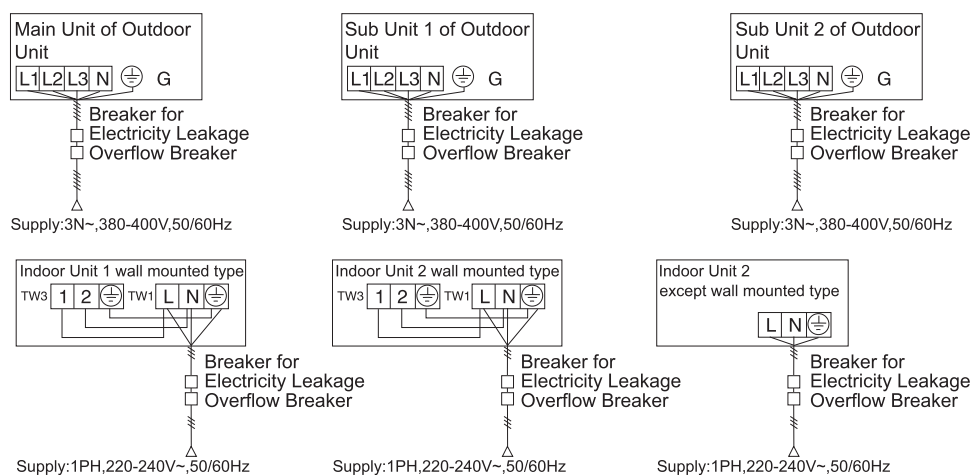 Main Unit of Outdoor
Unit
L1 L2 L3 N G
Breaker for
Electricity Leakage
Overflow Breaker
Supply:3N~,380-400V,50/60Hz
Sub Unit 1 of Outdoor
Unit
L1 L2 L3 N G
Breaker for
Electricity Leakage
Overflow Breaker
Supply:3N~,380-400V,50/60Hz
Sub Unit 2 of Outdoor
Unit
L1 L2 L3 N G
Breaker for
Electricity Leakage
Overflow Breaker
Supply:3N~,380-400V,50/60Hz
Indoor Unit 1 wall mounted type
TW3 1 2 TW1 L N
Breaker for
Electricity Leakage
Overflow Breaker
Supply:1PH,220-240V~,50/60Hz
Indoor Unit 2 wall mounted type
TW3 1 2 TW1 L N
Breaker for
Electricity Leakage
Overflow Breaker
Supply:1PH,220-240V~,50/60Hz
Indoor Unit 2
except wall mounted type
L N
Breaker for
Electricity Leakage
Overflow Breaker
Supply:1PH,220-240V~,50/60Hz